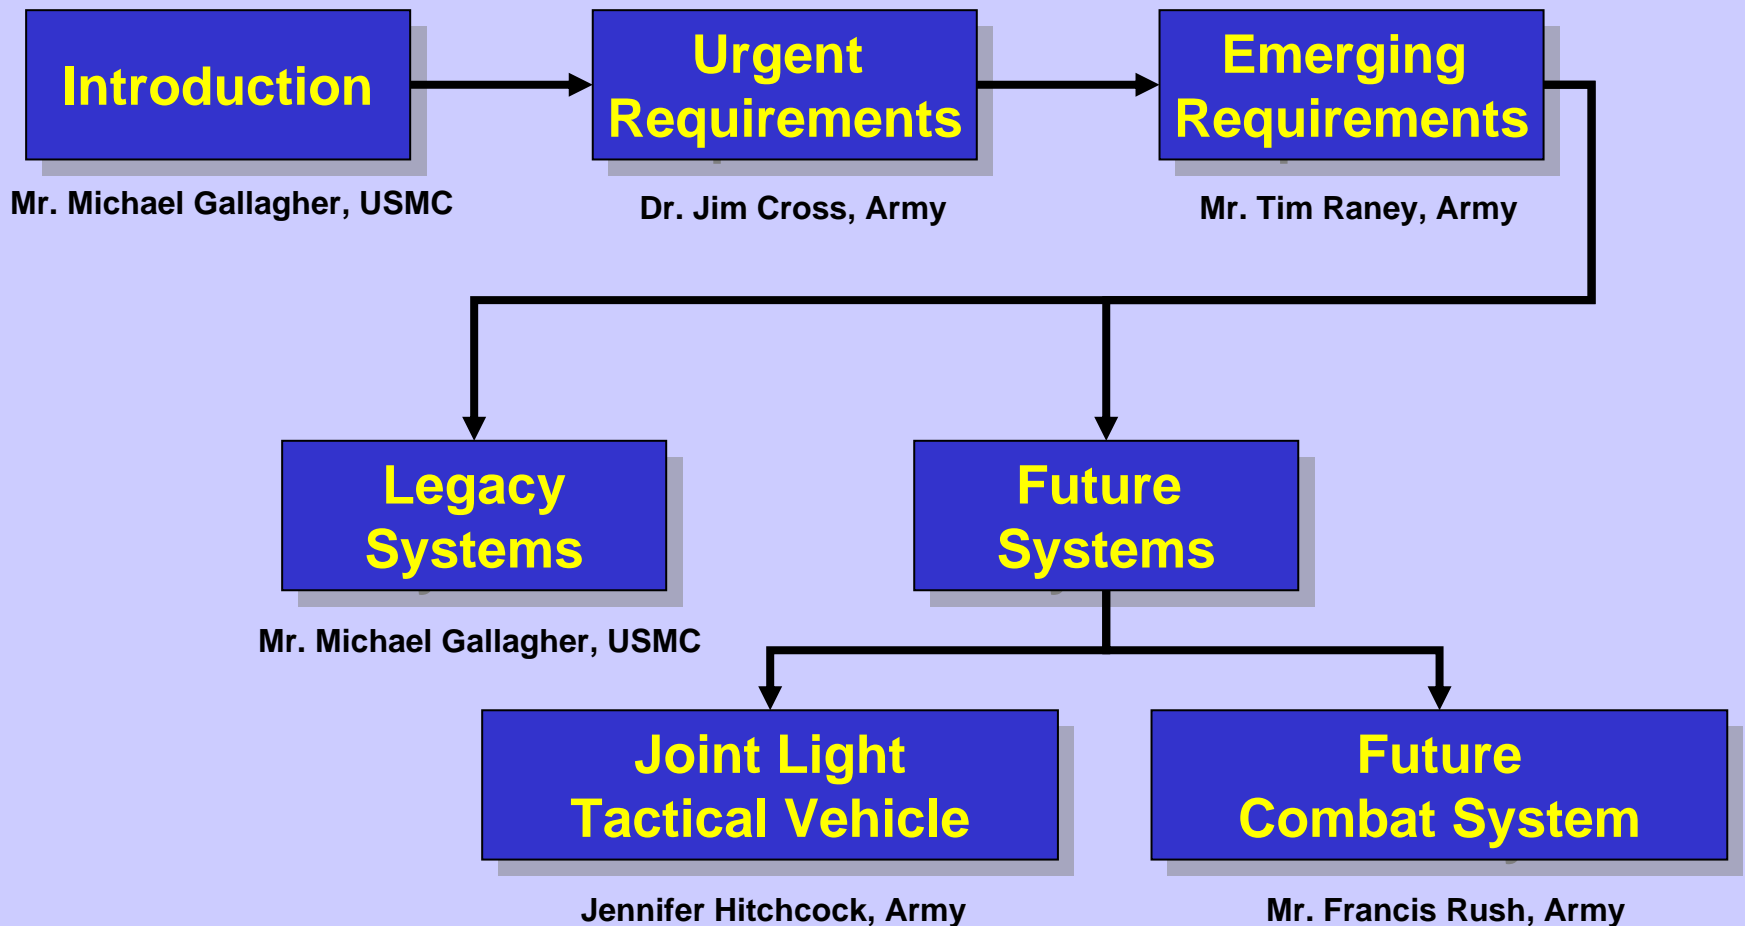 Introduction
Mr. Michael Gallagher, USMC
Urgent
Requirements
Dr. Jim Cross, Army
Emerging
Requirements
Mr. Tim Raney, Army
Legacy
Systems
Mr. Michael Gallagher, USMC
Future
Systems
Joint Light
Tactical Vehicle
Jennifer Hitchcock, Army
Future
Combat System
Mr. Francis Rush, Army